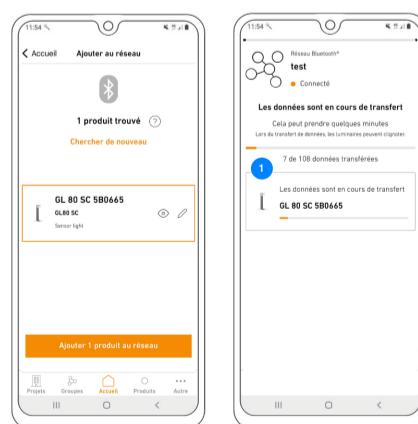 11:54
Accueil
Ajouter au réseau
1 produit trouvé ?
Chercher de nouveau
GL 80 SC 5B0665
GL80 SC
Sensor light
Ajouter 1 produit au réseau
Projets
Groupes
Accueil
Produits
Autre
11:54
Réseau Bluetooth®
test
Connecté
Les données sont en cours de transfert
Cela peut prendre quelques minutes
Lors du transfert de données, les luminaires peuvent clignoter.
7 de 108 données transférées
1
Les données sont en cours de transfert
GL 80 SC 5B0665